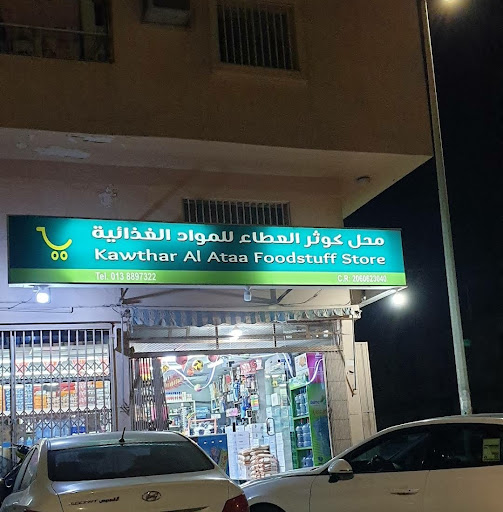 محل كوثر العطاء للمواد الغذائية
Kawthar Al Ataa Foodstuff Store
Tel. 013 8897322 C.R: 2060623040